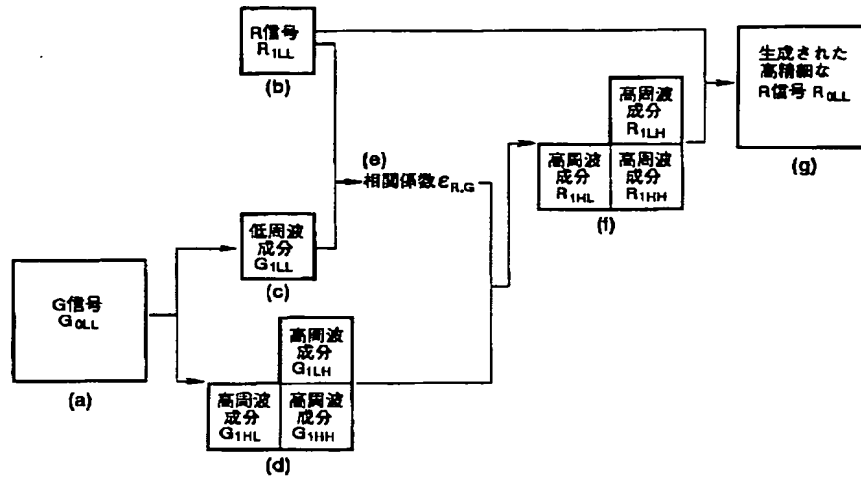 R信号
R1LL
(b)
生成された
高精細な
R信号 R0LL
(g)
高周波
成分
R1LH
高周波
成分
R1HL
高周波
成分
R1HH
(f)
(e)
相関係数 εR,G
低周波
成分
G1LL
(c)
G信号
G0LL
(a)
高周波
成分
G1LH
高周波
成分
G1HL
高周波
成分
G1HH
(d)